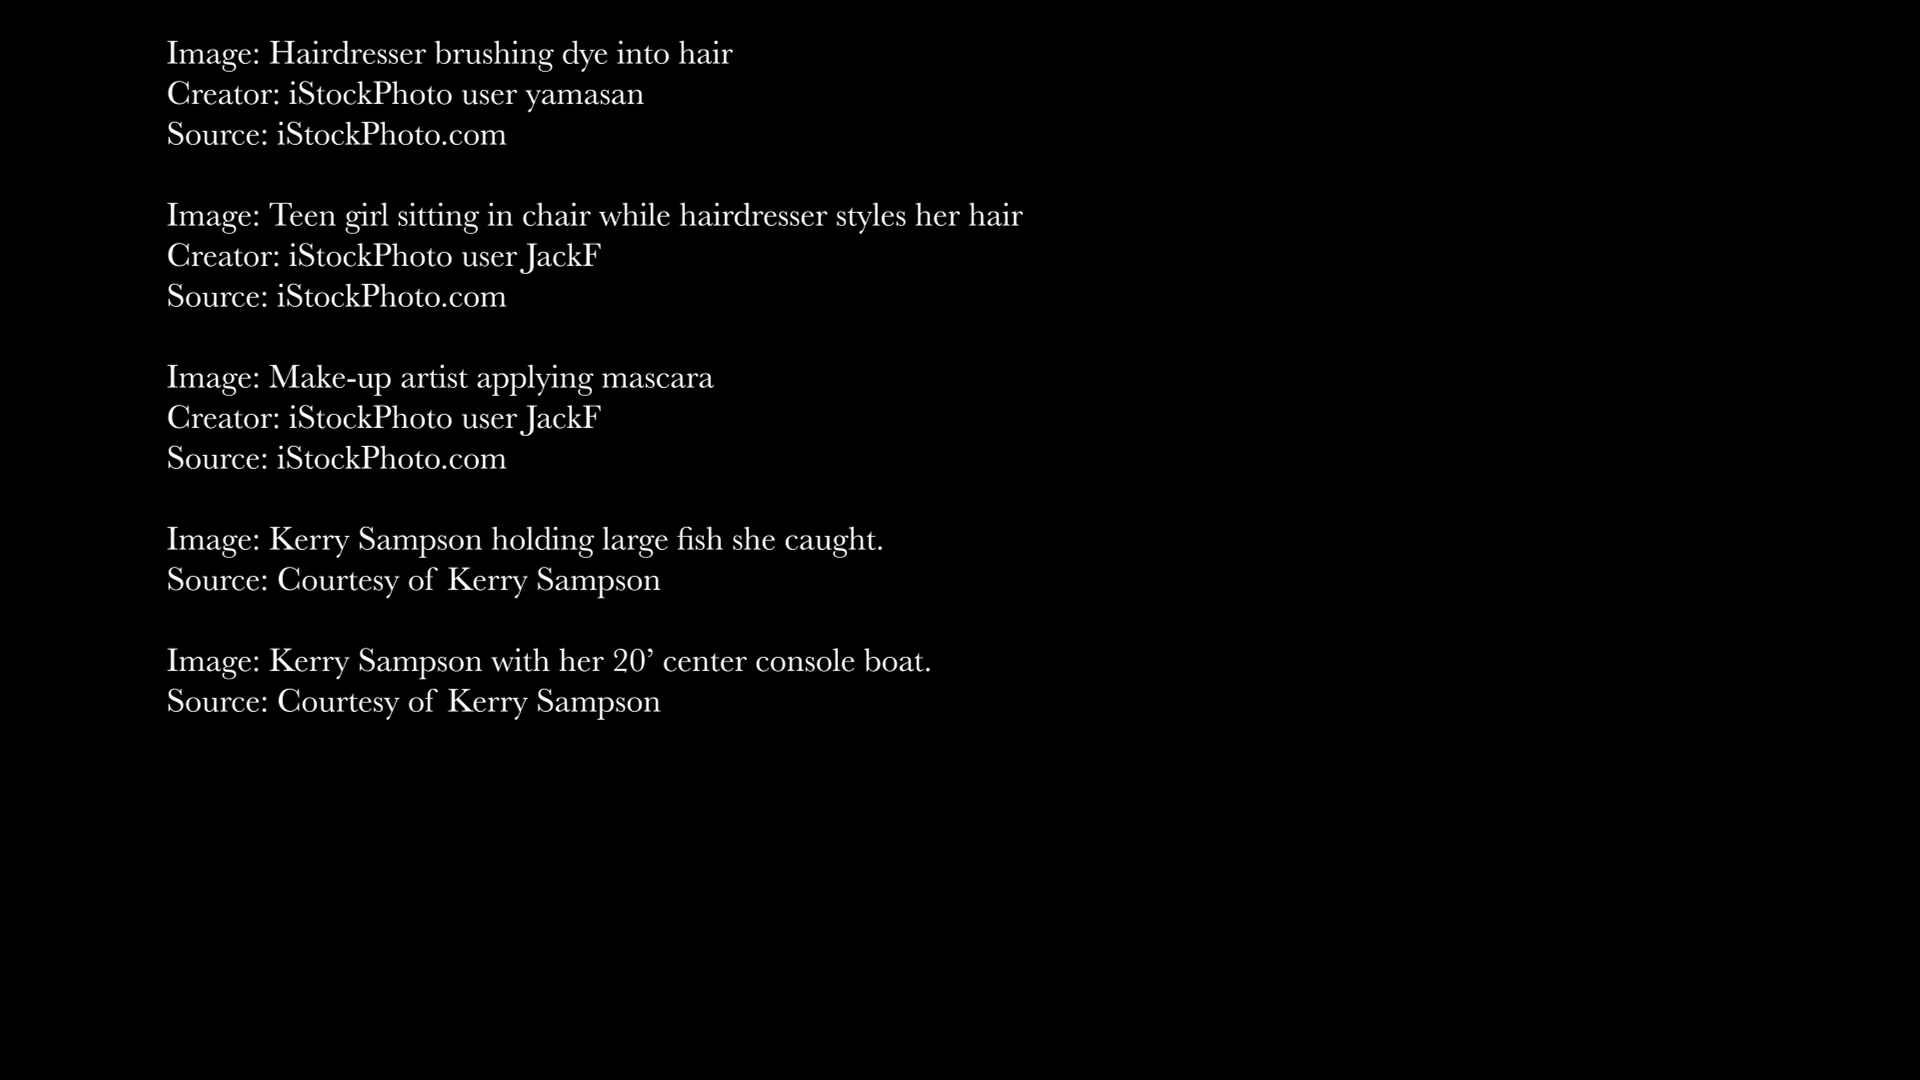 Image: Hairdresser brushing dye into hair
Creator: iStockPhoto user yamasan
Source: iStockPhoto.com
Image: Teen girl sitting in chair while hairdresser styles her hair
Creator: iStockPhoto user JackF
Source: iStockPhoto.com
Image: Make-up artist applying mascara
Creator: iStockPhoto user JackF
Source: iStockPhoto.com
Image: Kerry Sampson holding large fish she caught.
Source: Courtesy of Kerry Sampson
Image: Kerry Sampson with her 20’ center console boat.
Source: Courtesy of Kerry Sampson